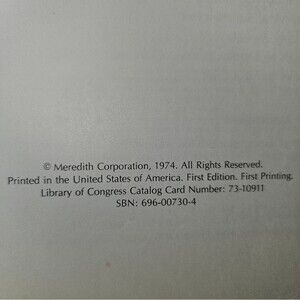 © Meredith Corporation, 1974. All Rights Reserved.
Printed in the United States of America. First Edition. First Printing.
Library of Congress Catalog Card Number: 73-10911
SBN: 696-00730-4